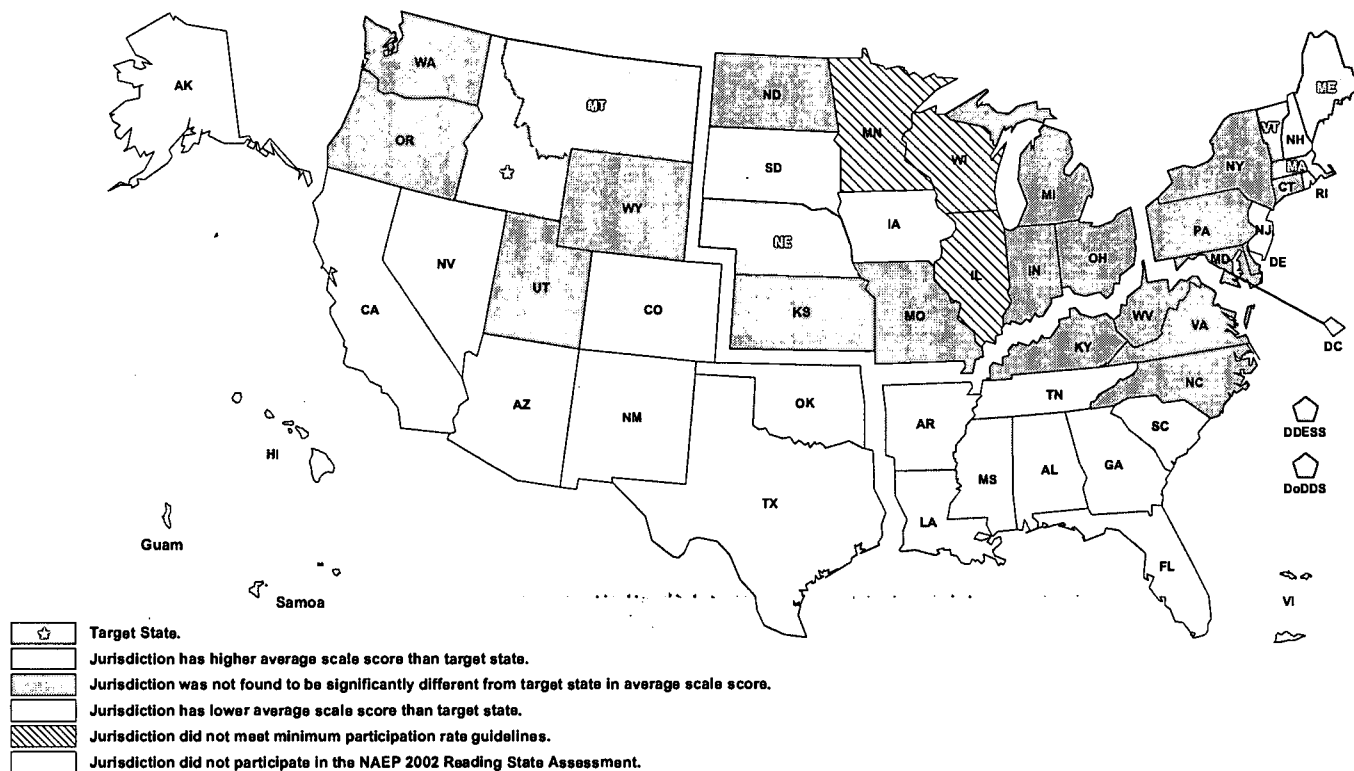 WA
MT
ND
ME
AK
MN
VT
OR
NH
WI
SD
MA
NY
WY
MI
CT
RI
IA
PA
NE
NJ
NV
OH
IN
MD
DE
IL
UT
CA
CO
KS
MO
WV
VA
KY
DC
NC
TN
AZ
OK
NM
AR
SC
DDESS
HI
MS
AL
GA
DoDDS
TX
LA
Guam
FL
Samoa
VI
Target State.
Jurisdiction has higher average scale score than target state.
Jurisdiction was not found to be significantly different from target state in average scale score.
Jurisdiction has lower average scale score than target state.
Jurisdiction did not meet minimum participation rate guidelines.
Jurisdiction did not participate in the NAEP 2002 Reading State Assessment.